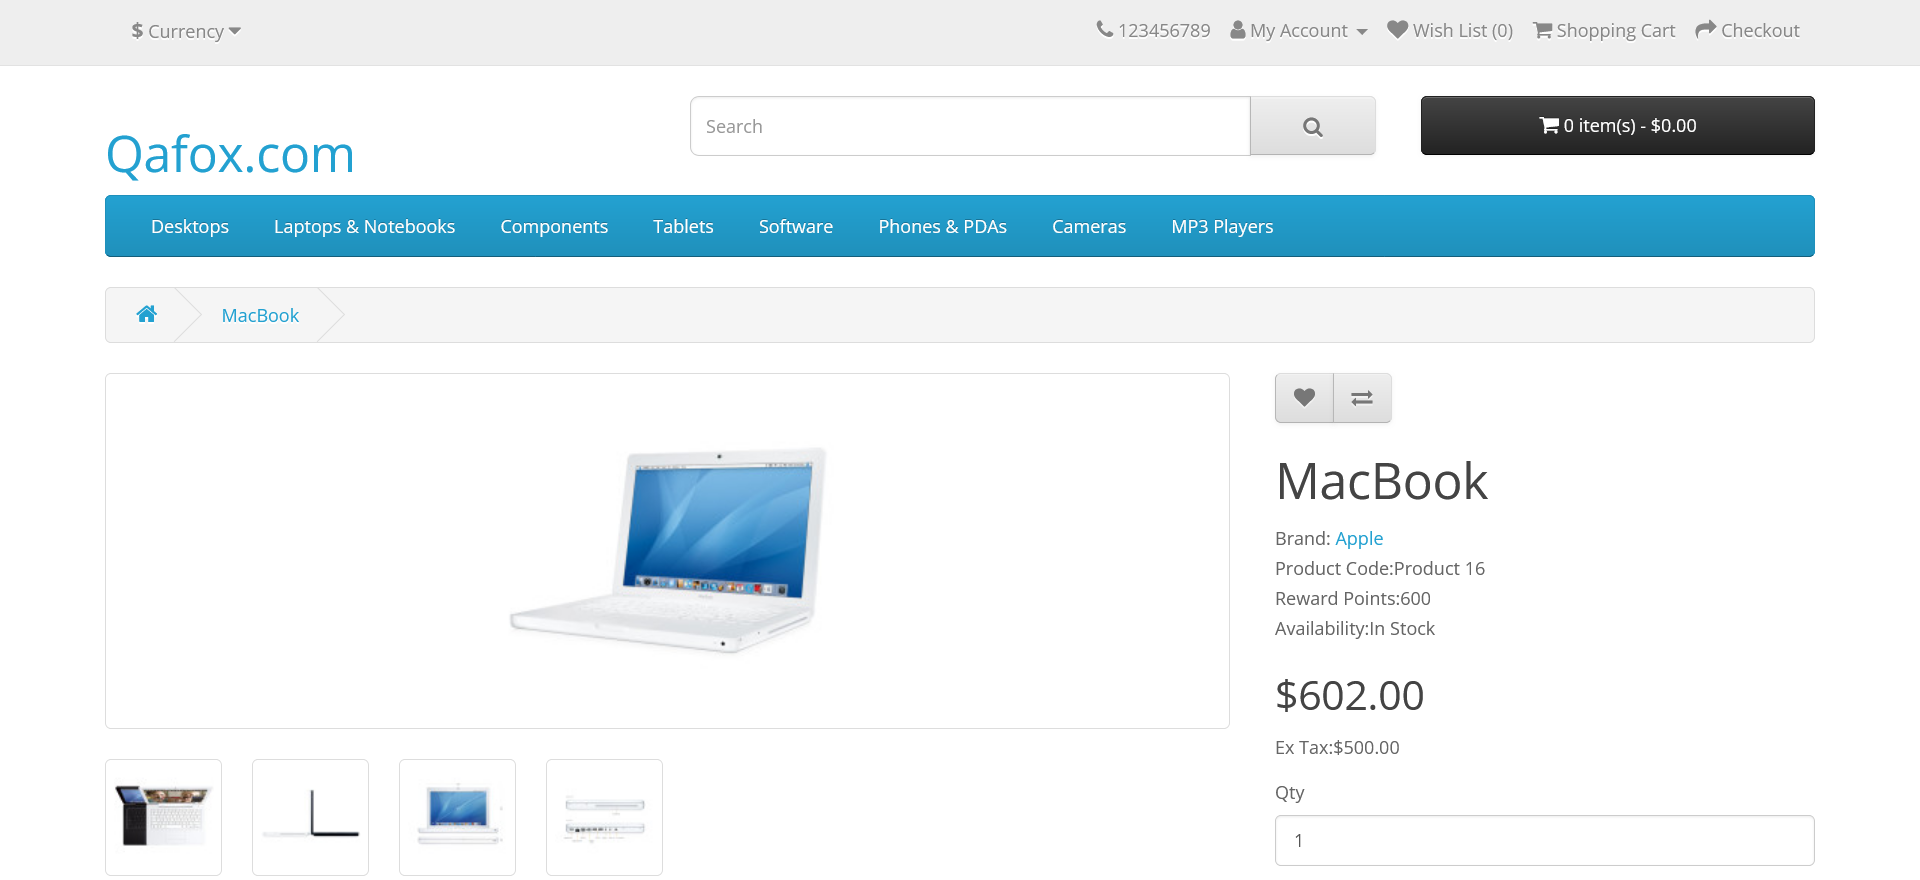 $ Currency
123456789
My Account
Wish List (0)
Shopping Cart
Checkout
Qafox.com
Search
0 item(s) - $0.00
Desktops
Laptops & Notebooks
Components
Tablets
Software
Phones & PDAs
Cameras
MP3 Players
MacBook
MacBook
Brand: Apple
Product Code:Product 16
Reward Points:600
Availability:In Stock
$602.00
Ex Tax:$500.00
Qty
1